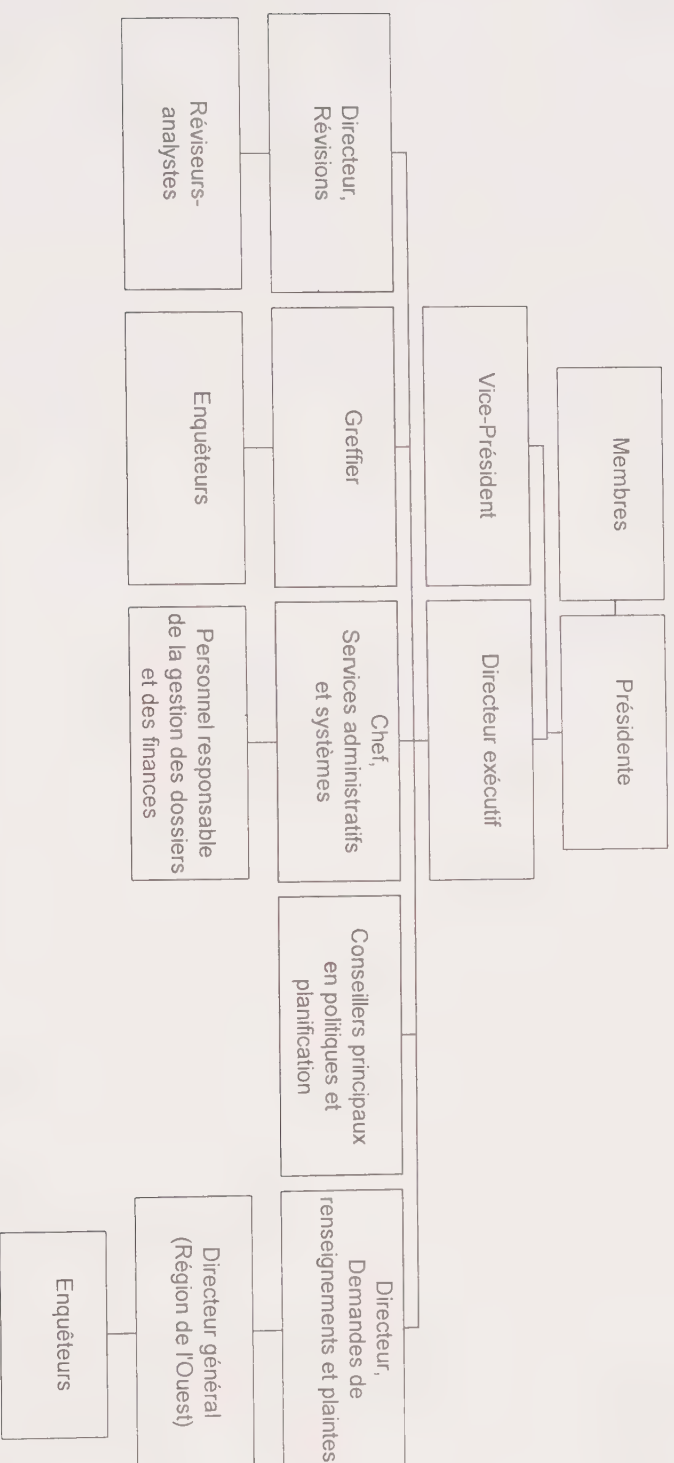 Membres
Présidente
Vice-Président
Directeur exécutif
Directeur,
Révisions
Greffier
Chef,
Services administratifs
et systèmes
Conseillers principaux
en politiques et
planification
Directeur,
Demandes de
renseignements et plaintes
Réviseurs-
analystes
Enquêteurs
Personnel responsable
de la gestion des dossiers
et des finances
Directeur général
(Région de l'Ouest)
Enquêteurs